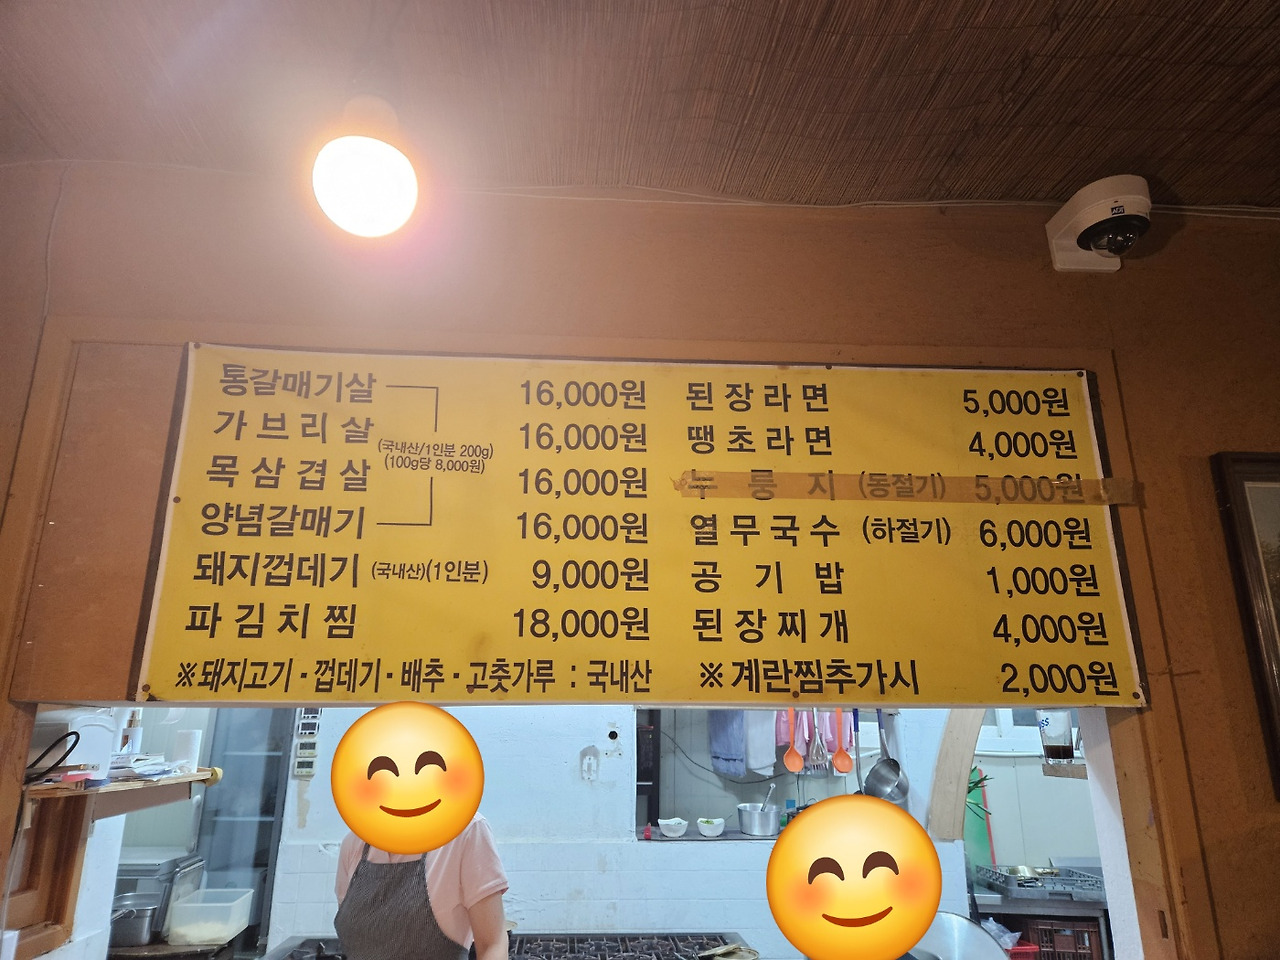 통갈매기살 16,000원
가브리살 16,000원
목삼겹살 16,000원
양념갈매기 16,000원
(국내산/1인분 200g)
(100g당 8,000원)
돼지껍데기 (국내산)(1인분) 9,000원
파김치찜 18,000원
※돼지고기·껍데기·배추·고춧가루 : 국내산
된장라면 5,000원
땡초라면 4,000원
누룽지 (동절기) 5,000원
열무국수 (하절기) 6,000원
공기밥 1,000원
된장찌개 4,000원
※계란찜추가시 2,000원